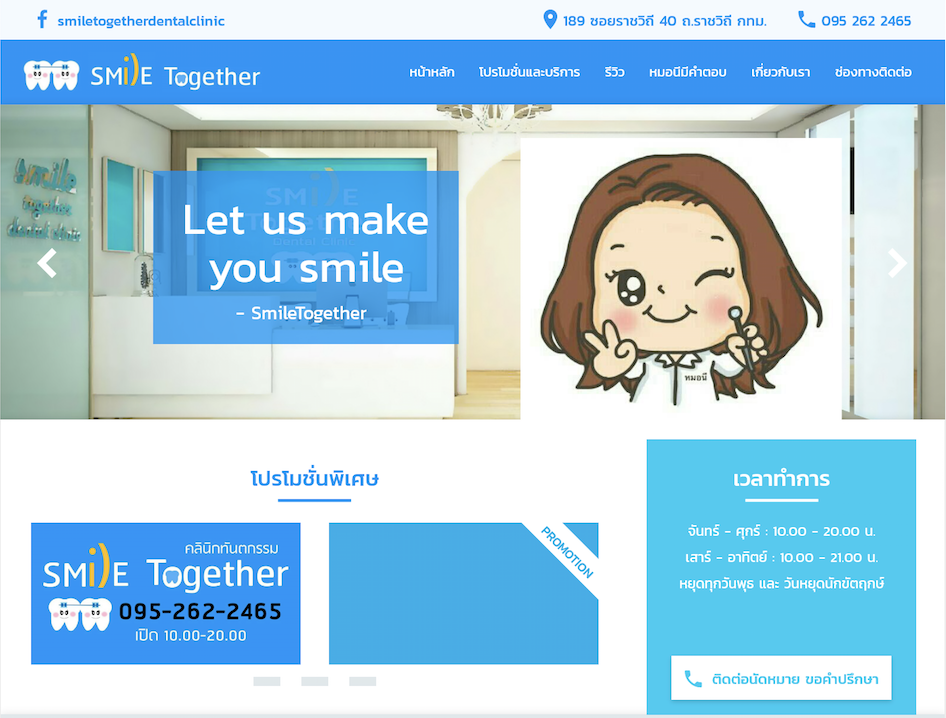 smiletogetherdentalclinic
189 ซอยราชวิถี 40 ถ.ราชวิถี กทม.
095 262 2465
SMiLE Together
หน้าหลัก
โปรโมชั่นและบริการ
รีวิว
หมอนีมีคำตอบ
เกี่ยวกับเรา
ช่องทางติดต่อ
Smile
Together
dental clinic
SMiLE
Together
Dental Clinic
Let us make
you smile
- SmileTogether
หมอนี
โปรโมชั่นพิเศษ
คลินิกทันตกรรม
SMiLE Together
095-262-2465
เปิด 10.00-20.00
PROMOTION
เวลาทำการ
จันทร์ - ศุกร์ : 10.00 - 20.00 น.
เสาร์ - อาทิตย์ : 10.00 - 21.00 น.
หยุดทุกวันพุธ และ วันหยุดนักขัตฤกษ์
ติดต่อนัดหมาย ขอคำปรึกษา